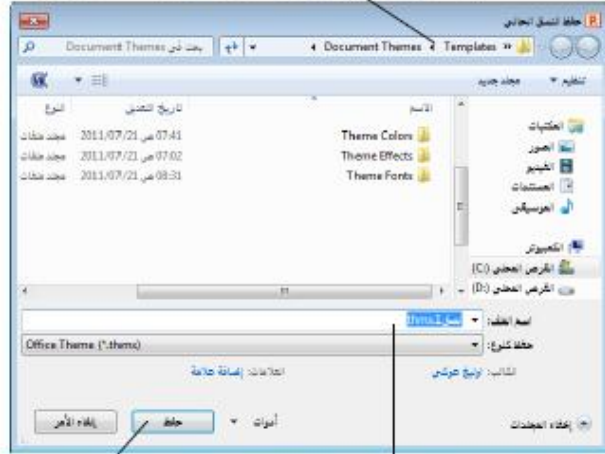 حفظ النسق الحالي
Templates ◂ Document Themes
بحث في Document Themes
تنظيم
مجلد جديد
الاسم تاريخ التعديل النوع
Theme Colors 07:41 ص 2011/07/21 مجلد ملفات
Theme Effects 07:02 ص 2011/07/21 مجلد ملفات
Theme Fonts 08:31 ص 2011/07/21 مجلد ملفات
المكتبات
الصور
الفيديو
المستندات
الموسيقى
الكمبيوتر
القرص المحلي (C:)
القرص المحلي (D:)
اسم الملف: نسق1.thmx
حفظ كنوع: Office Theme (*.thmx)
الكاتب: العلامات: إضافة علامة
إخفاء المجلدات أدوات حفظ إلغاء الأمر